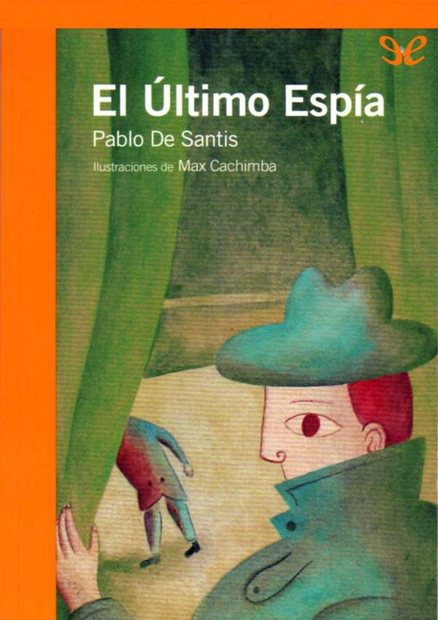 El Último Espía
Pablo De Santis
Ilustraciones de Max Cachimba